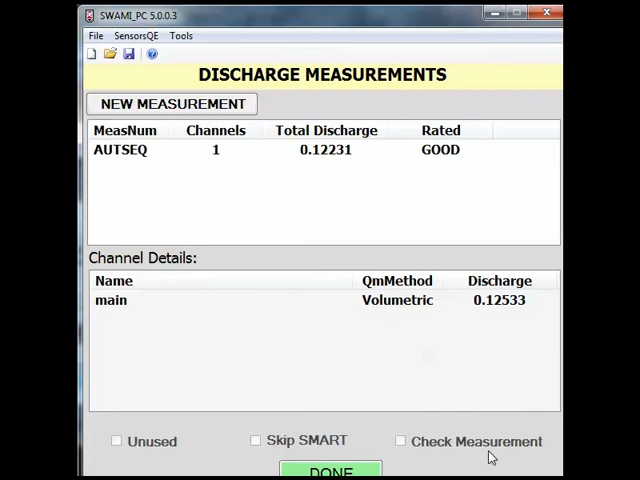 SWAMI_PC 5.0.0.3
File SensorsQE Tools
DISCHARGE MEASUREMENTS
NEW MEASUREMENT
MeasNum Channels Total Discharge Rated
AUTSEQ 1 0.12231 GOOD
Channel Details:
Name QmMethod Discharge
main Volumetric 0.12533
Unused Skip SMART Check Measurement
DONE